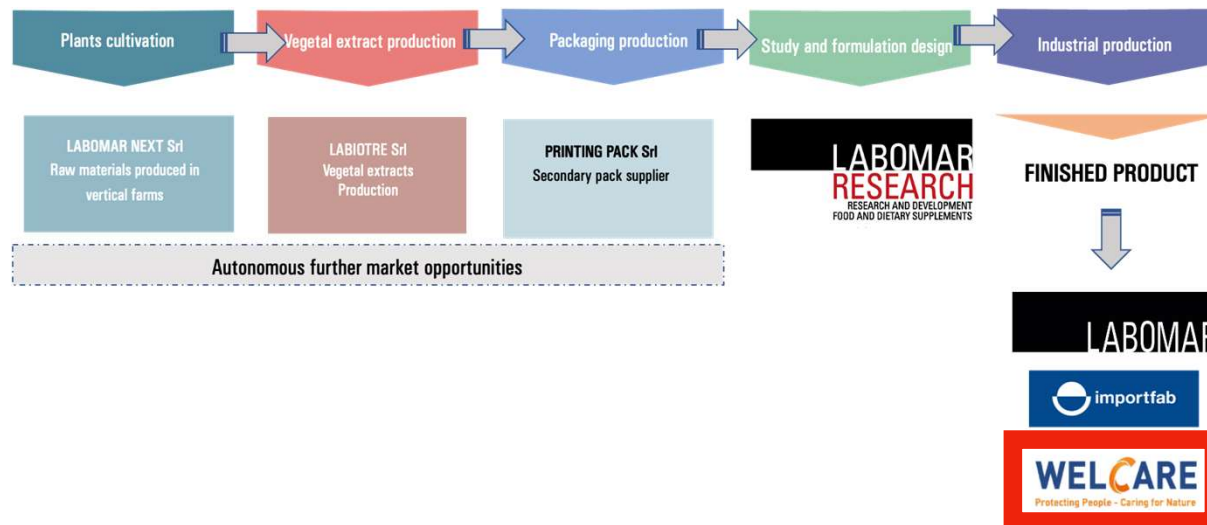 Plants cultivation
Vegetal extract production
Packaging production
Study and formulation design
Industrial production
LABOMAR NEXT Srl
Raw materials produced in
vertical farms
LABIOTRE Srl
Vegetal extracts
Production
PRINTING PACK Srl
Secondary pack supplier
LABOMAR
RESEARCH
RESEARCH AND DEVELOPMENT
FOOD AND DIETARY SUPPLEMENTS
FINISHED PRODUCT
Autonomous further market opportunities
LABOMAR
importfab
WELCARE
Protecting People - Caring for Nature